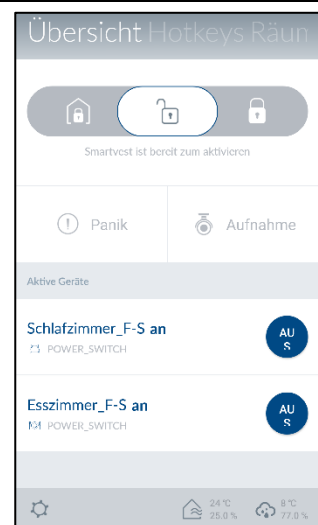 Übersicht Hotkeys Räum
Smartvest ist bereit zum aktivieren
Panik Aufnahme
Aktive Geräte
Schlafzimmer_F-S an
POWER_SWITCH
AU
S
Esszimmer_F-S an
POWER_SWITCH
AU
S
24 °C
25.0 %
8 °C
77.0 %